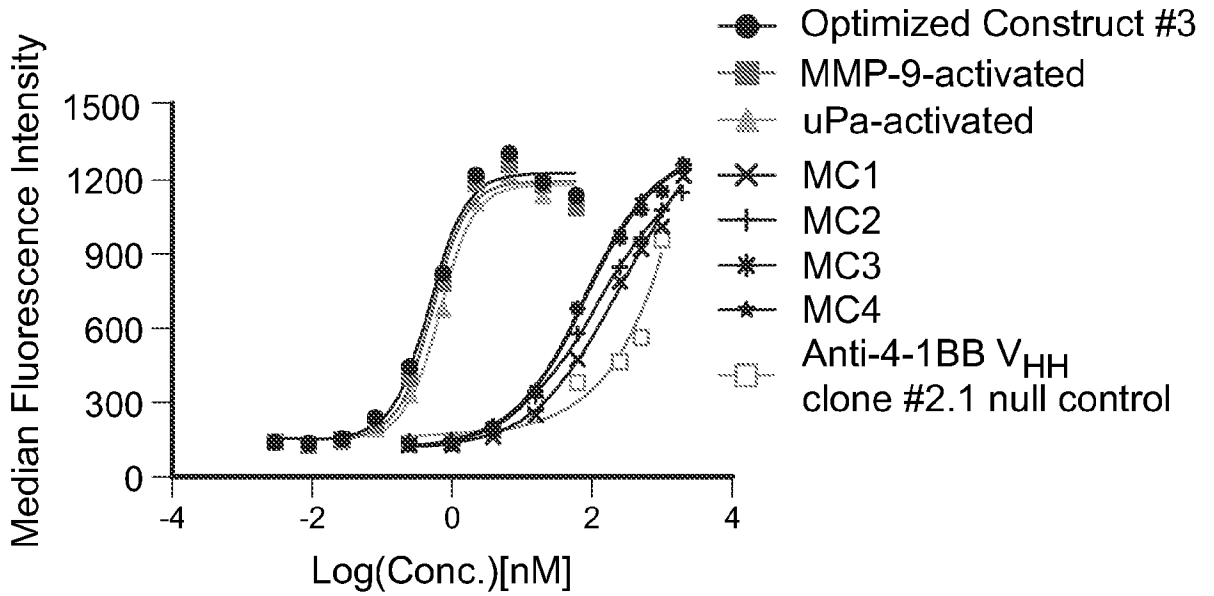 Median Fluorescence Intensity
1500
1200
900
600
300
0
-4
-2
0
2
4
Log(Conc.)[nM]
Optimized Construct #3
MMP-9-activated
uPa-activated
MC1
MC2
MC3
MC4
Anti-4-1BB VHH
clone #2.1 null control